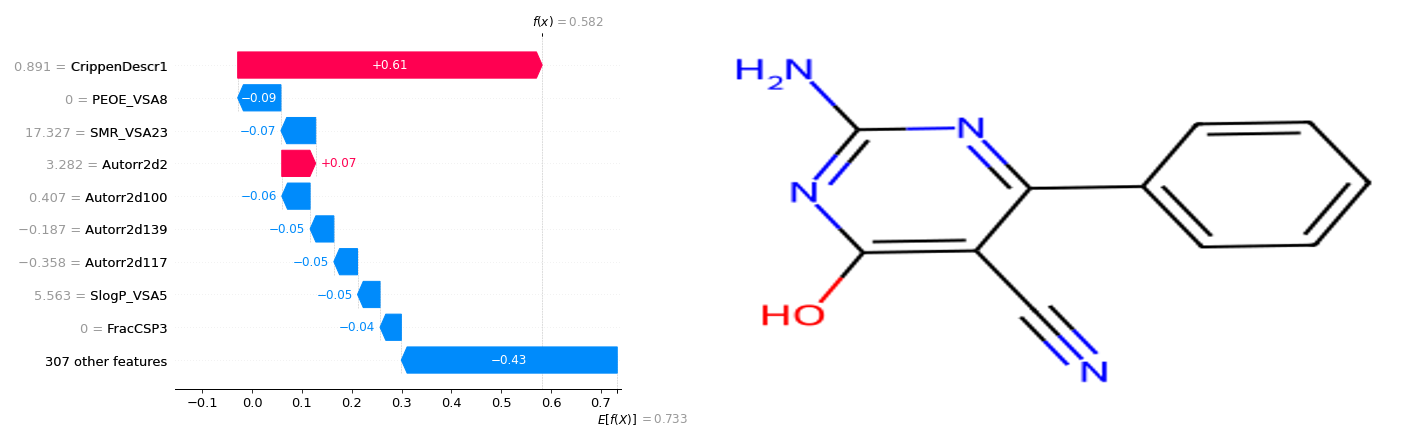 f(x) = 0.582
0.891 = CrippenDescr1
+0.61
0 = PEOE_VSA8
−0.09
17.327 = SMR_VSA23
−0.07
3.282 = Autorr2d2
+0.07
0.407 = Autorr2d100
−0.06
−0.187 = Autorr2d139
−0.05
−0.358 = Autorr2d117
−0.05
5.563 = SlogP_VSA5
−0.05
0 = FracCSP3
−0.04
307 other features
−0.43
−0.1 0.0 0.1 0.2 0.3 0.4 0.5 0.6 0.7
E[f(X)] = 0.733
H₂N
N
N
HO
N